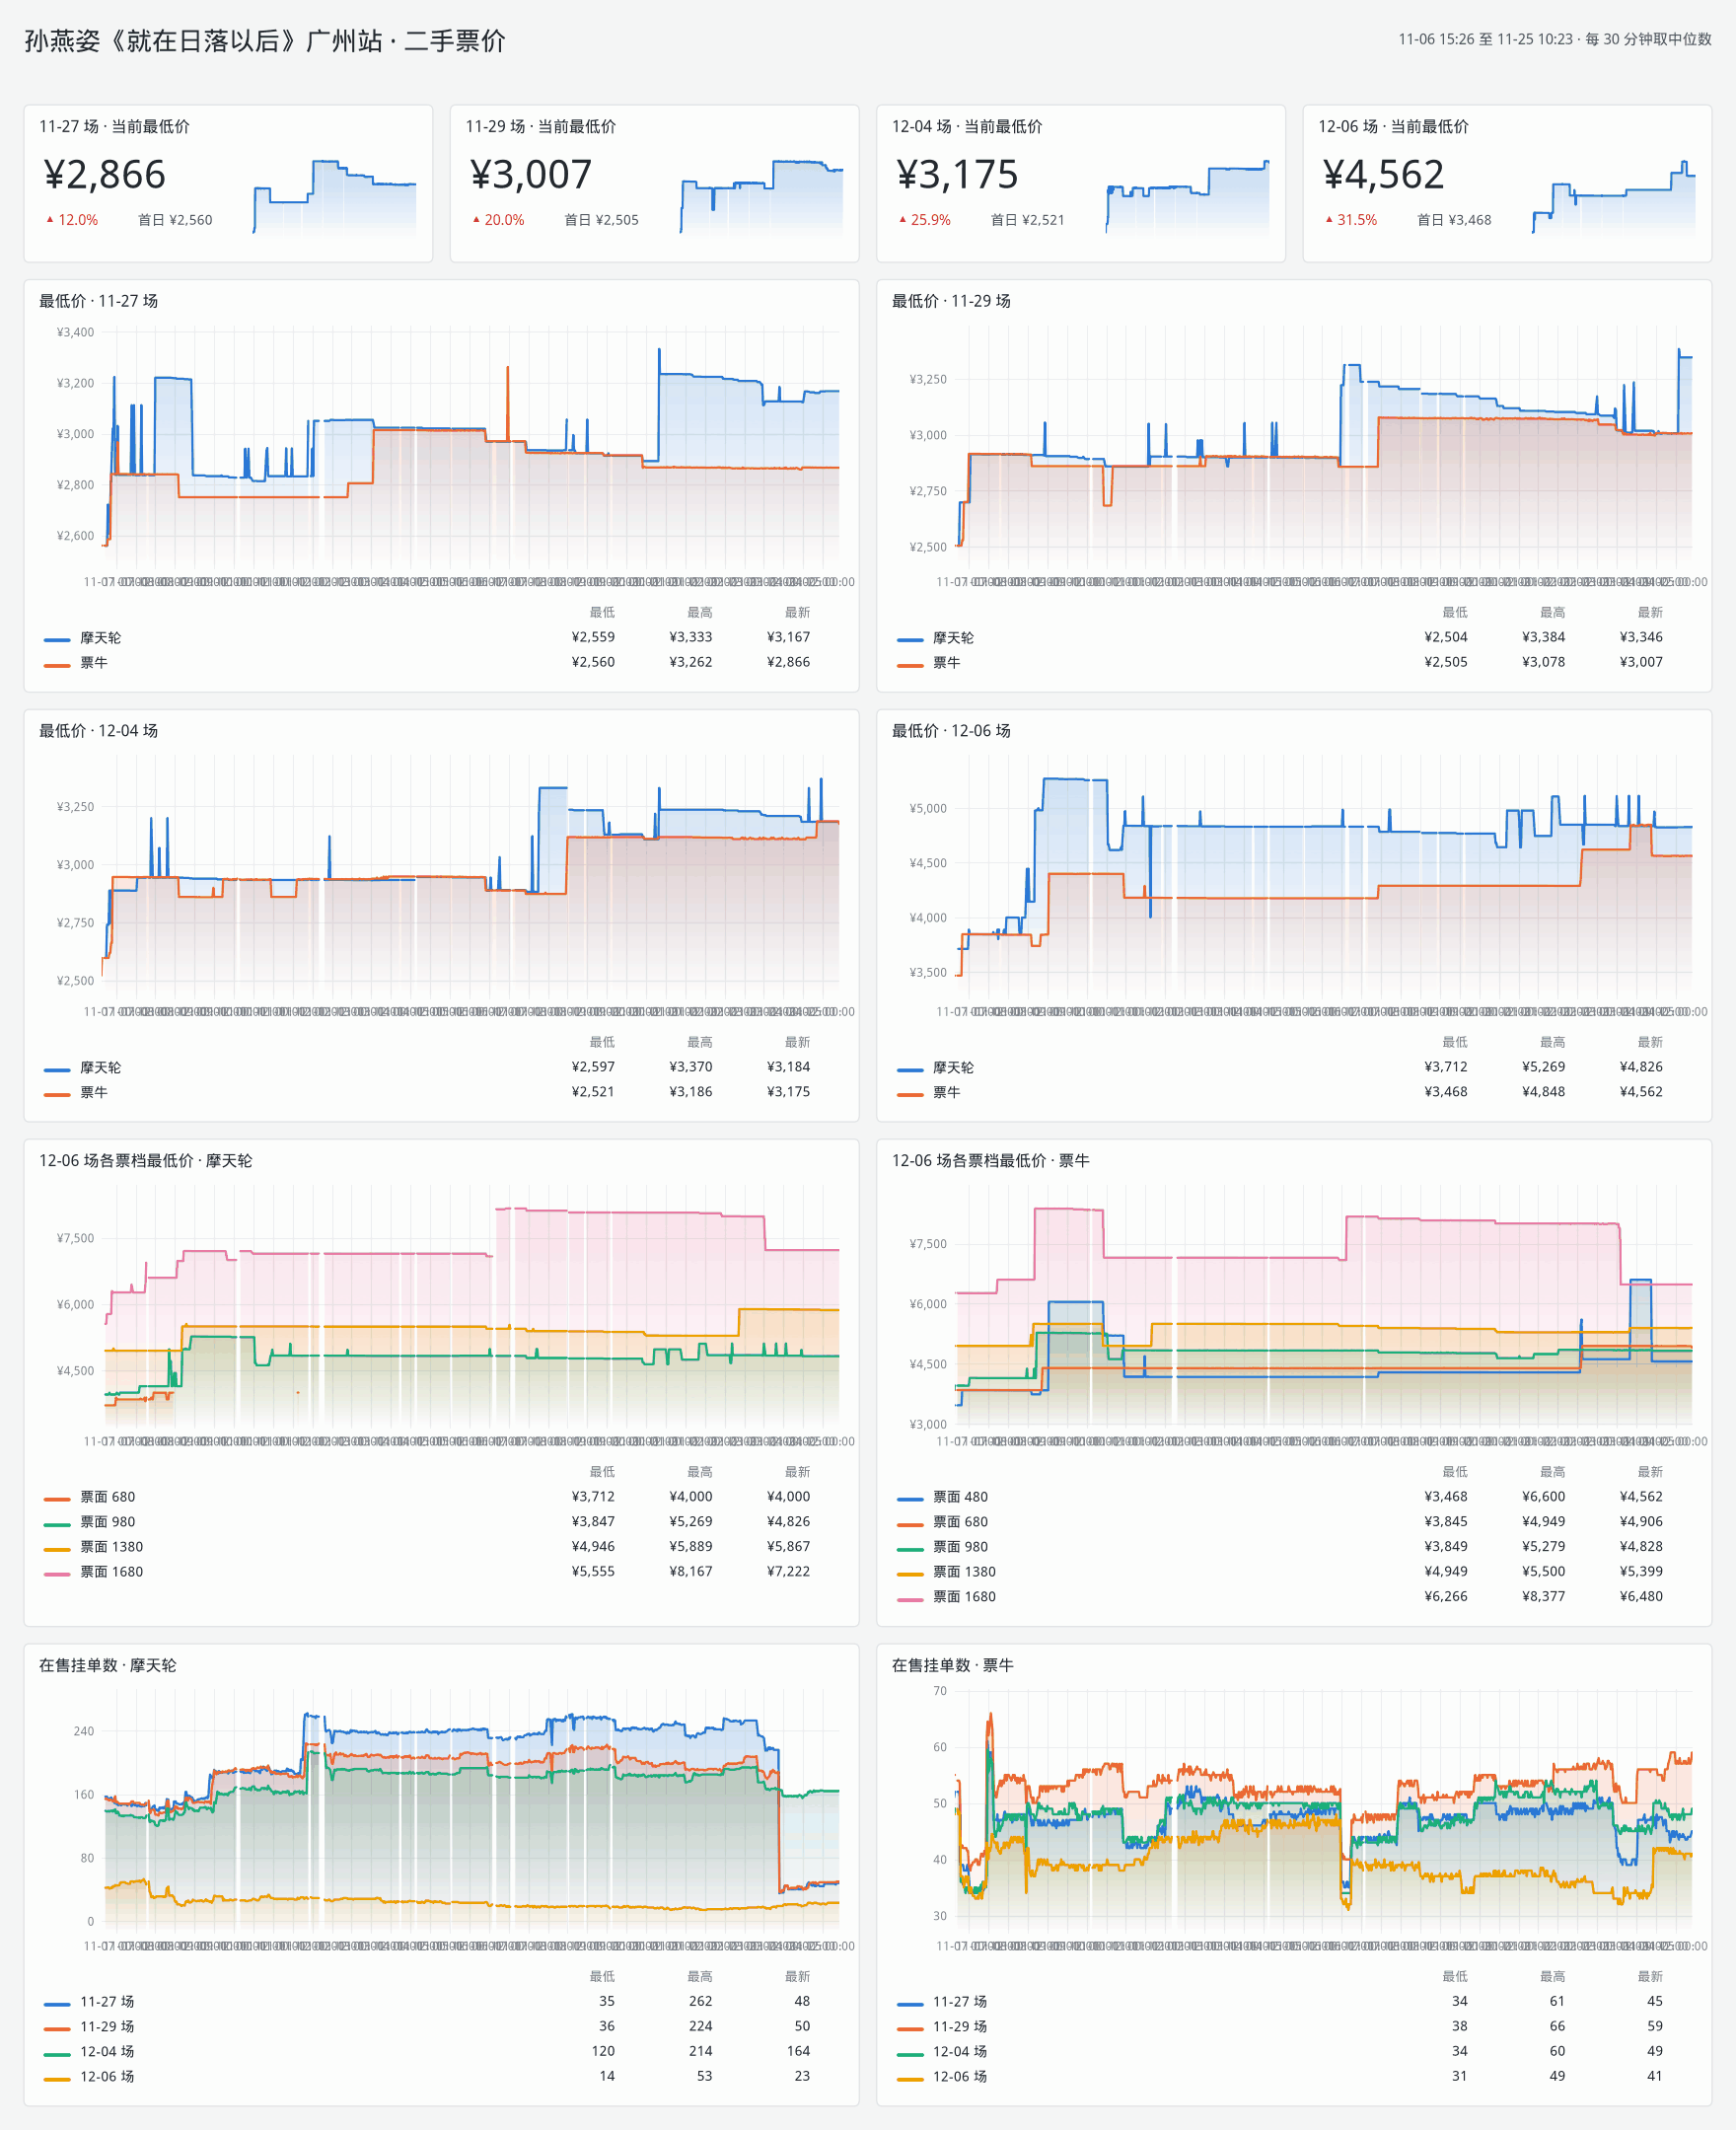 孙燕姿《就在日落以后》广州站 · 二手票价
11-06 15:26 至 11-25 10:23 · 每 30 分钟取中位数
11-27 场 · 当前最低价
¥2,866
▲ 12.0% 首日 ¥2,560
11-29 场 · 当前最低价
¥3,007
▲ 20.0% 首日 ¥2,505
12-04 场 · 当前最低价
¥3,175
▲ 25.9% 首日 ¥2,521
12-06 场 · 当前最低价
¥4,562
▲ 31.5% 首日 ¥3,468
最低价 · 11-27 场
¥3,400
¥3,200
¥3,000
¥2,800
¥2,600
最低 最高 最新
摩天轮 ¥2,559 ¥3,333 ¥3,167
票牛 ¥2,560 ¥3,262 ¥2,866
最低价 · 11-29 场
¥3,250
¥3,000
¥2,750
¥2,500
最低 最高 最新
摩天轮 ¥2,504 ¥3,384 ¥3,346
票牛 ¥2,505 ¥3,078 ¥3,007
最低价 · 12-04 场
¥3,250
¥3,000
¥2,750
¥2,500
最低 最高 最新
摩天轮 ¥2,597 ¥3,370 ¥3,184
票牛 ¥2,521 ¥3,186 ¥3,175
最低价 · 12-06 场
¥5,000
¥4,500
¥4,000
¥3,500
最低 最高 最新
摩天轮 ¥3,712 ¥5,269 ¥4,826
票牛 ¥3,468 ¥4,848 ¥4,562
12-06 场各票档最低价 · 摩天轮
¥7,500
¥6,000
¥4,500
最低 最高 最新
票面 680 ¥3,712 ¥4,000 ¥4,000
票面 980 ¥3,847 ¥5,269 ¥4,826
票面 1380 ¥4,946 ¥5,889 ¥5,867
票面 1680 ¥5,555 ¥8,167 ¥7,222
12-06 场各票档最低价 · 票牛
¥7,500
¥6,000
¥4,500
¥3,000
最低 最高 最新
票面 480 ¥3,468 ¥6,600 ¥4,562
票面 680 ¥3,845 ¥4,949 ¥4,906
票面 980 ¥3,849 ¥5,279 ¥4,828
票面 1380 ¥4,949 ¥5,500 ¥5,399
票面 1680 ¥6,266 ¥8,377 ¥6,480
在售挂单数 · 摩天轮
240
160
80
0
最低 最高 最新
11-27 场 35 262 48
11-29 场 36 224 50
12-04 场 120 214 164
12-06 场 14 53 23
在售挂单数 · 票牛
70
60
50
40
30
最低 最高 最新
11-27 场 34 61 45
11-29 场 38 66 59
12-04 场 34 60 49
12-06 场 31 49 41